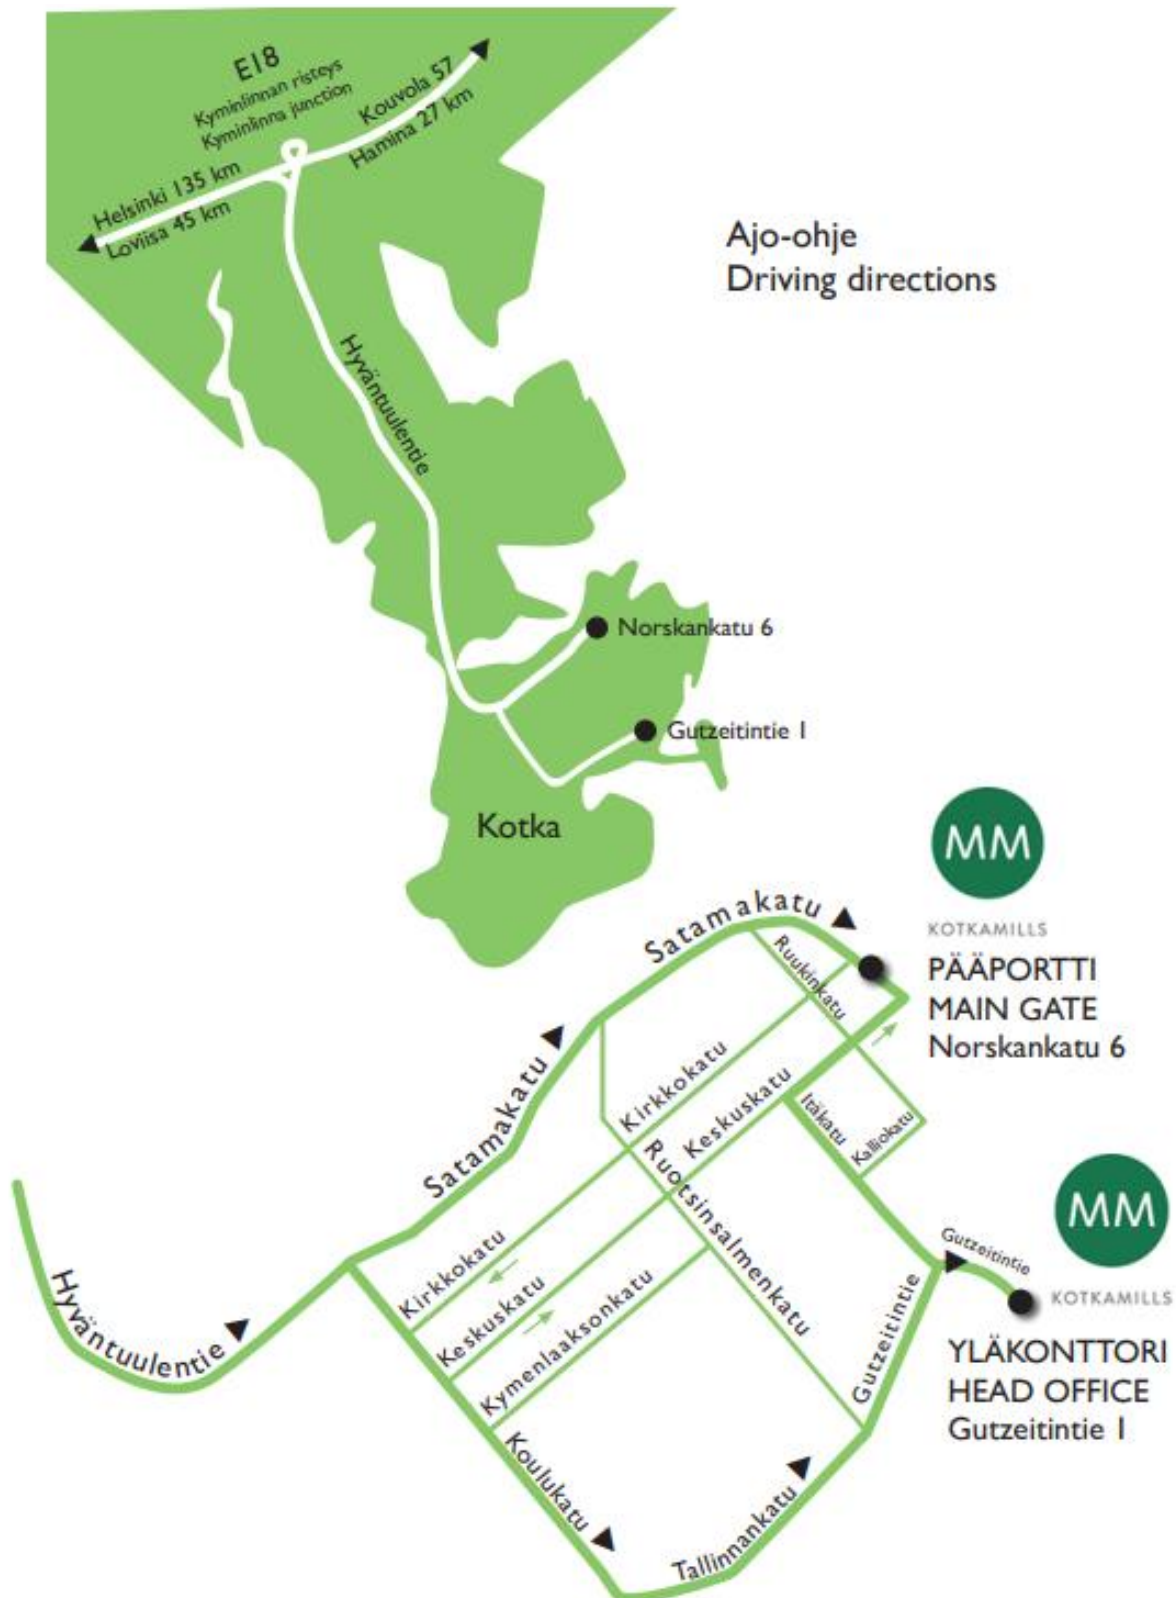 E18
Kyminlinnan risteys
Kyminlinna junction
Kouvola 57
Hamina 27 km
Helsinki 135 km
Loviisa 45 km
Ajo-ohje
Driving directions
Hyväntuulentie
Norskankatu 6
Gutzeitintie 1
Kotka
MM
KOTKAMILLS
PÄÄPORTTI
MAIN GATE
Norskankatu 6
Satamakatu
Ruukinkatu
Satamakatu
Kirkkokatu
Keskuskatu
Itäkatu
Kalliokatu
Ruotsinsalmenkatu
MM
KOTKAMILLS
YLÄKONTTORI
HEAD OFFICE
Gutzeitintie 1
Gutzeitintie
Hyväntuulentie
Kirkkokatu
Keskuskatu
Kymenlaaksonkatu
Gutzeitintie
Koulukatu
Tallinnankatu